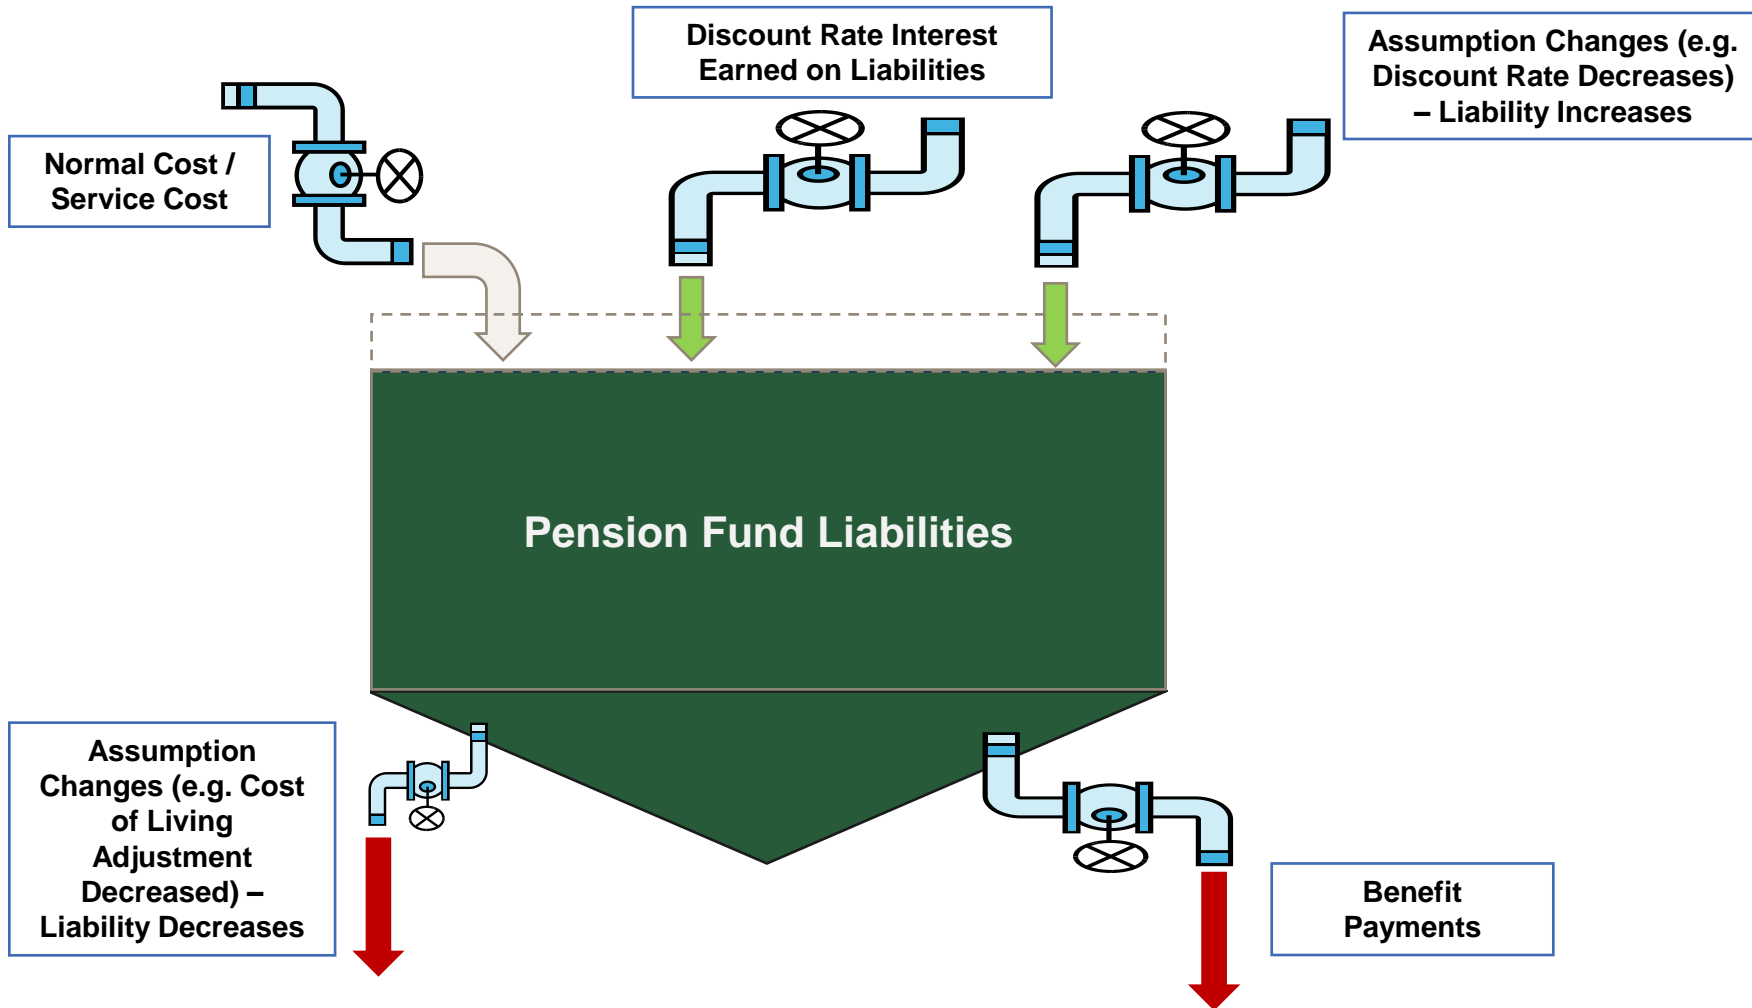 Discount Rate Interest
Earned on Liabilities
Assumption Changes (e.g.
Discount Rate Decreases)
– Liability Increases
Normal Cost /
Service Cost
Pension Fund Liabilities
Assumption
Changes (e.g. Cost
of Living
Adjustment
Decreased) –
Liability Decreases
Benefit
Payments